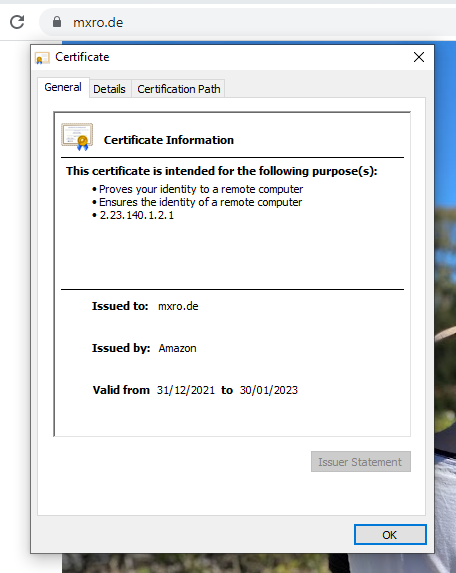 mxro.de
Certificate
General Details Certification Path
Certificate Information
This certificate is intended for the following purpose(s):
• Proves your identity to a remote computer
• Ensures the identity of a remote computer
• 2.23.140.1.2.1
Issued to: mxro.de
Issued by: Amazon
Valid from 31/12/2021 to 30/01/2023
Issuer Statement
OK